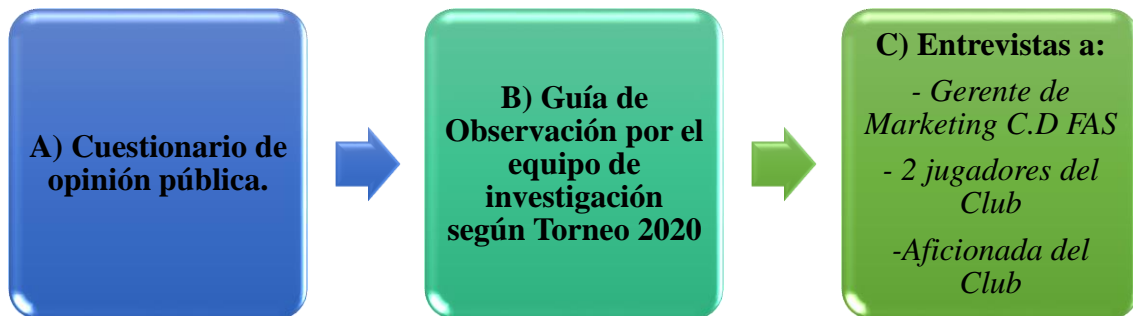 A) Cuestionario de
opinión pública.
B) Guía de
Observación por el
equipo de
investigación
según Torneo 2020
C) Entrevistas a:
- Gerente de
Marketing C.D FAS
- 2 jugadores del
Club
-Aficionada del
Club